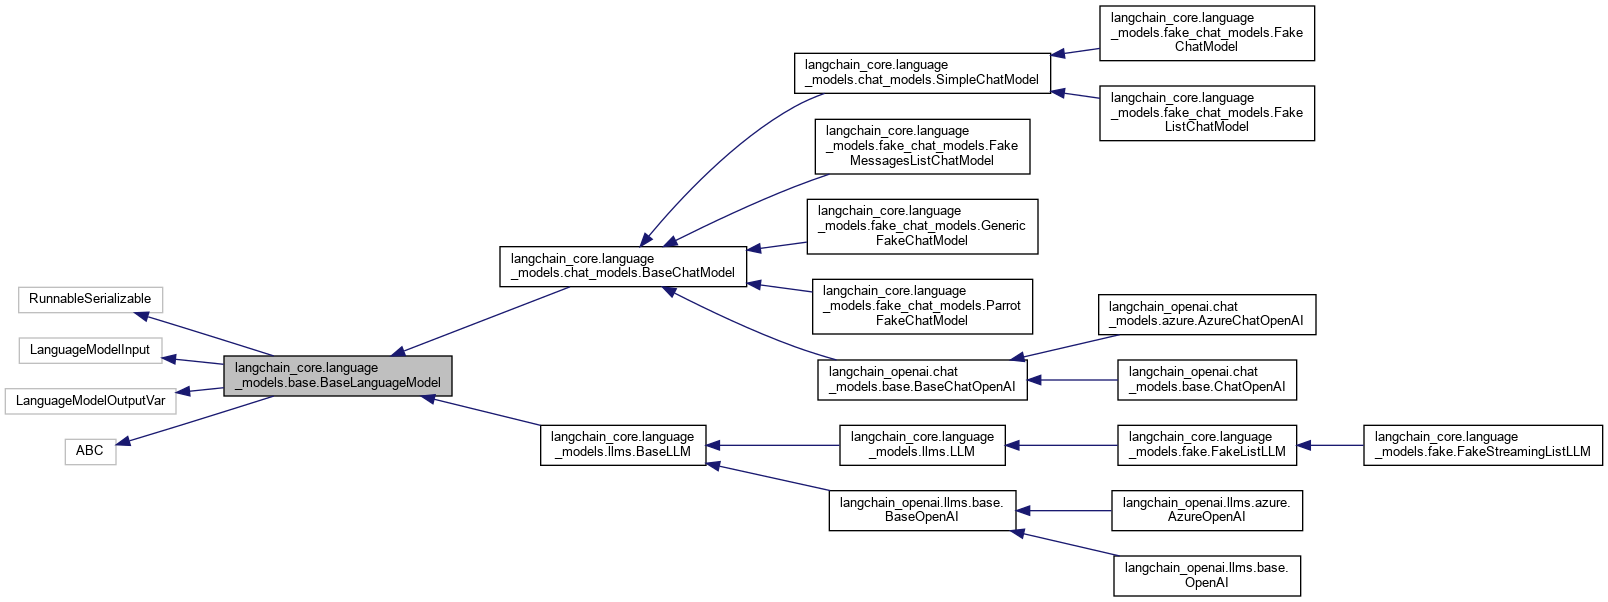 RunnableSerializable
LanguageModelInput
LanguageModelOutputVar
ABC
langchain_core.language
_models.base.BaseLanguageModel
langchain_core.language
_models.chat_models.BaseChatModel
langchain_core.language
_models.llms.BaseLLM
langchain_core.language
_models.chat_models.SimpleChatModel
langchain_core.language
_models.fake_chat_models.Fake
MessagesListChatModel
langchain_core.language
_models.fake_chat_models.Generic
FakeChatModel
langchain_core.language
_models.fake_chat_models.Parrot
FakeChatModel
langchain_openai.chat
_models.base.BaseChatOpenAI
langchain_core.language
_models.llms.LLM
langchain_openai.llms.base.
BaseOpenAI
langchain_core.language
_models.fake_chat_models.Fake
ChatModel
langchain_core.language
_models.fake_chat_models.Fake
ListChatModel
langchain_openai.chat
_models.azure.AzureChatOpenAI
langchain_openai.chat
_models.base.ChatOpenAI
langchain_core.language
_models.fake.FakeListLLM
langchain_openai.llms.azure.
AzureOpenAI
langchain_openai.llms.base.
OpenAI
langchain_core.language
_models.fake.FakeStreamingListLLM